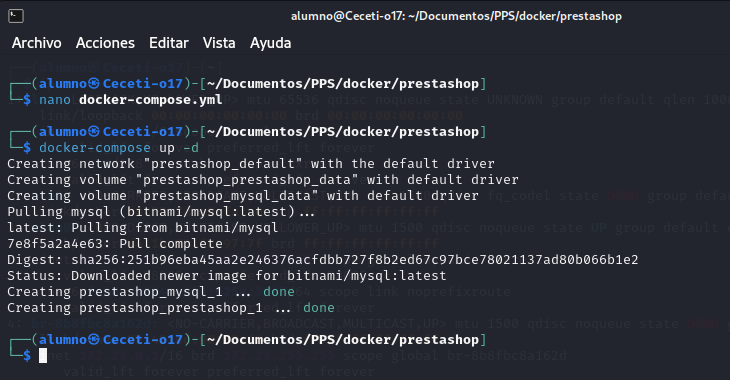 alumno@Ceceti-o17: ~/Documentos/PPS/docker/prestashop
Archivo Acciones Editar Vista Ayuda
┌──(alumno㉿Ceceti-o17)-[~/Documentos/PPS/docker/prestashop]
└─$ nano docker-compose.yml
┌──(alumno㉿Ceceti-o17)-[~/Documentos/PPS/docker/prestashop]
└─$ docker-compose up -d
Creating network "prestashop_default" with the default driver
Creating volume "prestashop_prestashop_data" with default driver
Creating volume "prestashop_mysql_data" with default driver
Pulling mysql (bitnami/mysql:latest)...
latest: Pulling from bitnami/mysql
7e8f5a2a4e63: Pull complete
Digest: sha256:251b96eba45aa2e246376acfdbb727f8b2ed67c97bce78021137ad80b066b1e2
Status: Downloaded newer image for bitnami/mysql:latest
Creating prestashop_mysql_1 ... done
Creating prestashop_prestashop_1 ... done
┌──(alumno㉿Ceceti-o17)-[~/Documentos/PPS/docker/prestashop]
└─$